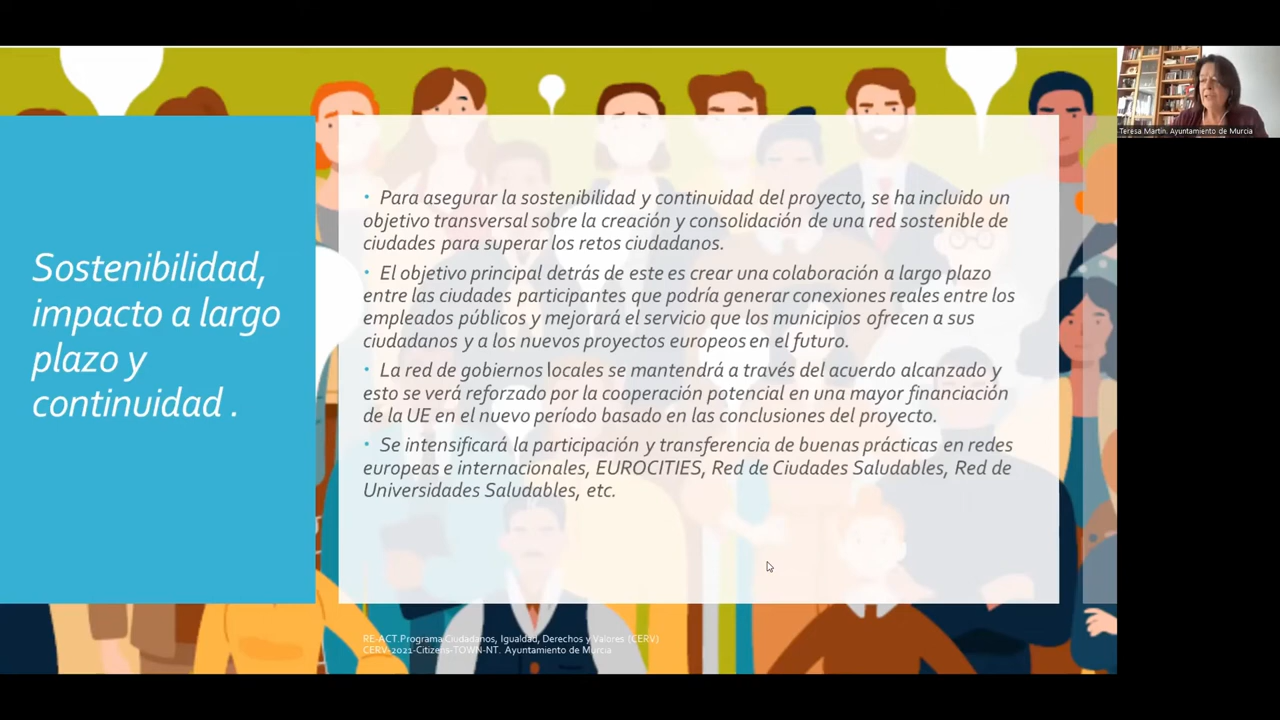 Sostenibilidad,
impacto a largo
plazo y
continuidad .
• Para asegurar la sostenibilidad y continuidad del proyecto, se ha incluido un
objetivo transversal sobre la creación y consolidación de una red sostenible de
ciudades para superar los retos ciudadanos.
• El objetivo principal detrás de este es crear una colaboración a largo plazo
entre las ciudades participantes que podría generar conexiones reales entre los
empleados públicos y mejorará el servicio que los municipios ofrecen a sus
ciudadanos y a los nuevos proyectos europeos en el futuro.
• La red de gobiernos locales se mantendrá a través del acuerdo alcanzado y
esto se verá reforzado por la cooperación potencial en una mayor financiación
de la UE en el nuevo período basado en las conclusiones del proyecto.
• Se intensificará la participación y transferencia de buenas prácticas en redes
europeas e internacionales, EUROCITIES, Red de Ciudades Saludables, Red de
Universidades Saludables, etc.
RE-ACT.Programa Ciudadanos, Igualdad, Derechos y Valores (CERV)
CERV-2021-Citizens-TOWN-NT. Ayuntamiento de Murcia
Teresa Martín. Ayuntamiento de Murcia